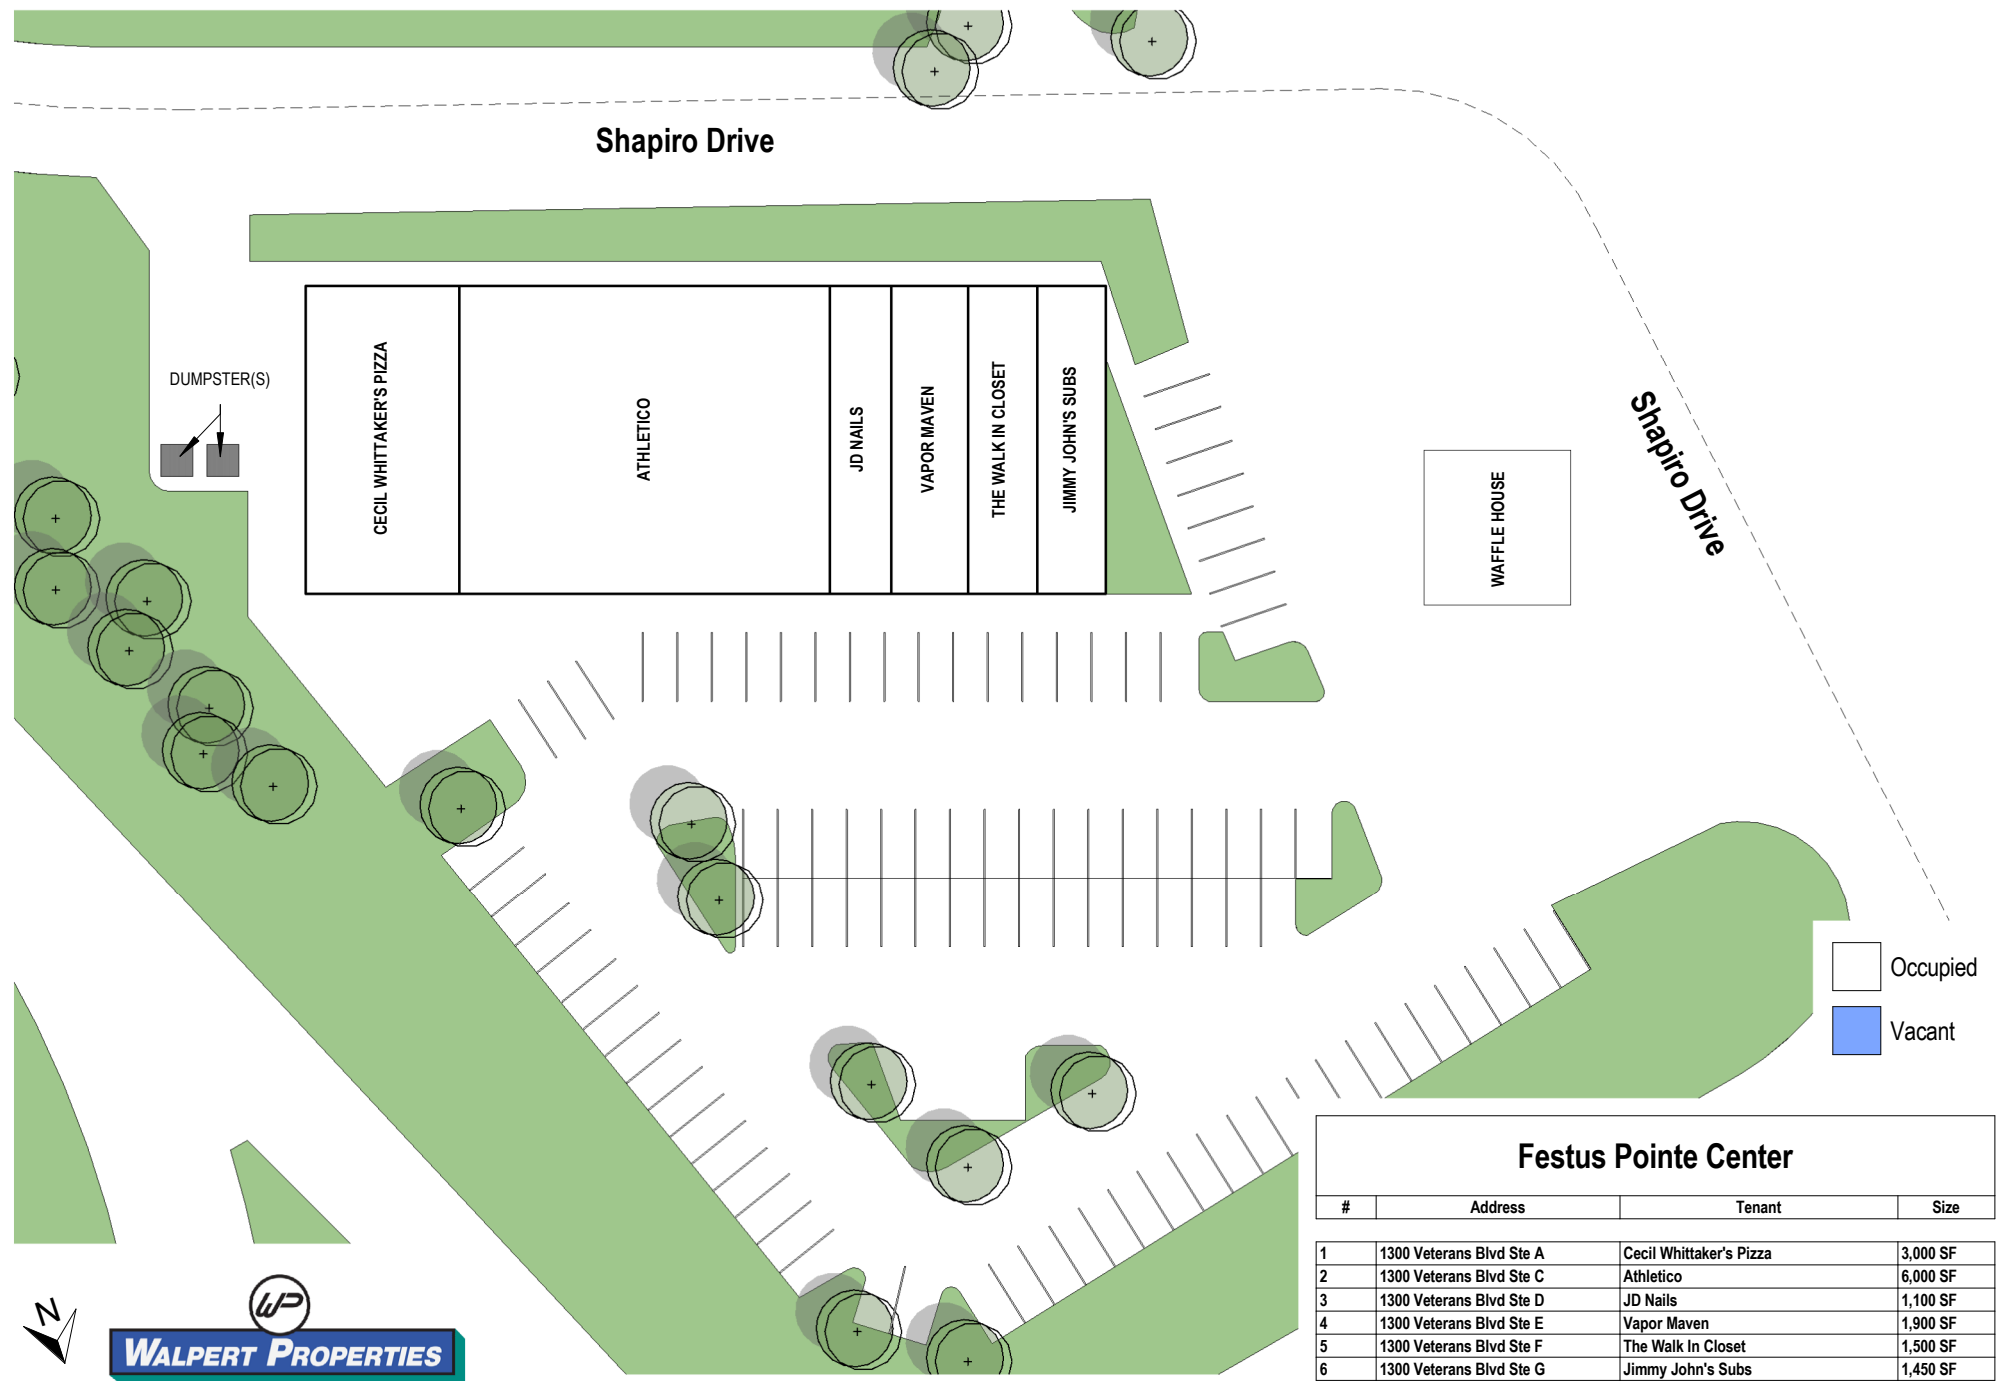 Shapiro Drive
DUMPSTER(S)
CECIL WHITTAKER'S PIZZA
ATHLETICO
JD NAILS
VAPOR MAVEN
THE WALK IN CLOSET
JIMMY JOHN'S SUBS
WAFFLE HOUSE
Shapiro Drive
Occupied
Vacant
Festus Pointe Center
# Address Tenant Size
1 1300 Veterans Blvd Ste A Cecil Whittaker's Pizza 3,000 SF
2 1300 Veterans Blvd Ste C Athletico 6,000 SF
3 1300 Veterans Blvd Ste D JD Nails 1,100 SF
4 1300 Veterans Blvd Ste E Vapor Maven 1,900 SF
5 1300 Veterans Blvd Ste F The Walk In Closet 1,500 SF
6 1300 Veterans Blvd Ste G Jimmy John's Subs 1,450 SF
N
WP
WALPERT PROPERTIES